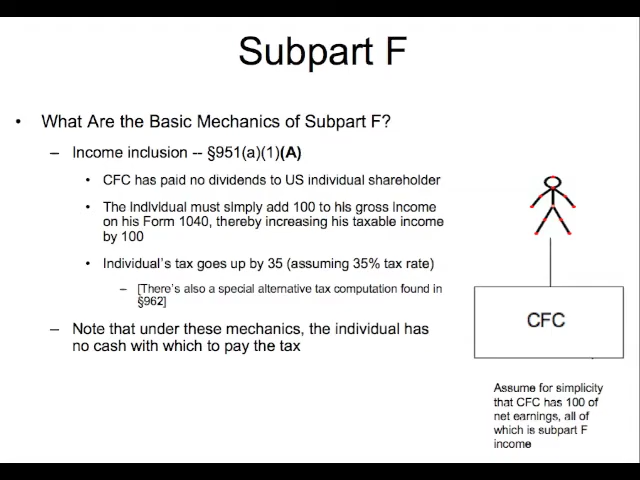 Subpart F
• What Are the Basic Mechanics of Subpart F?
– Income inclusion -- §951(a)(1)(A)
• CFC has paid no dividends to US individual shareholder
• The individual must simply add 100 to his gross income
on his Form 1040, thereby increasing his taxable income
by 100
• Individual's tax goes up by 35 (assuming 35% tax rate)
– [There's also a special alternative tax computation found in
§962]
– Note that under these mechanics, the individual has
no cash with which to pay the tax
CFC
Assume for simplicity
that CFC has 100 of
net earnings, all of
which is subpart F
income